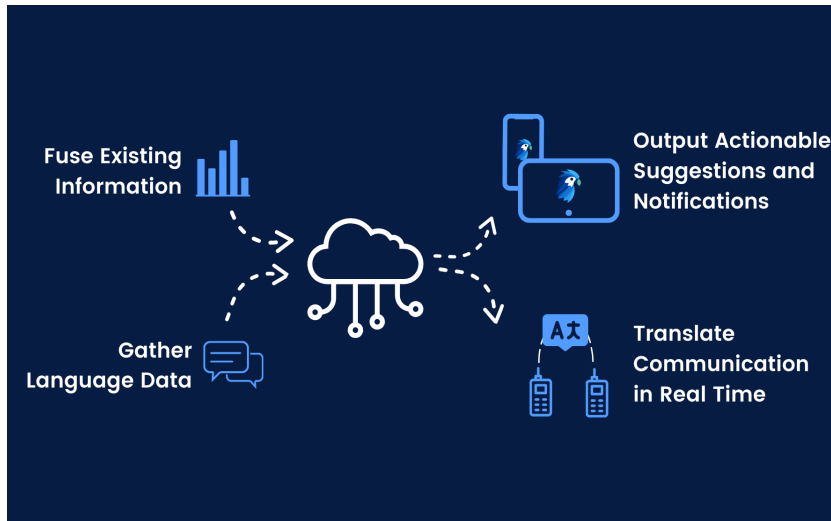 Fuse Existing
Information
Gather
Language Data
Output Actionable
Suggestions and
Notifications
A
Translate
Communication
in Real Time